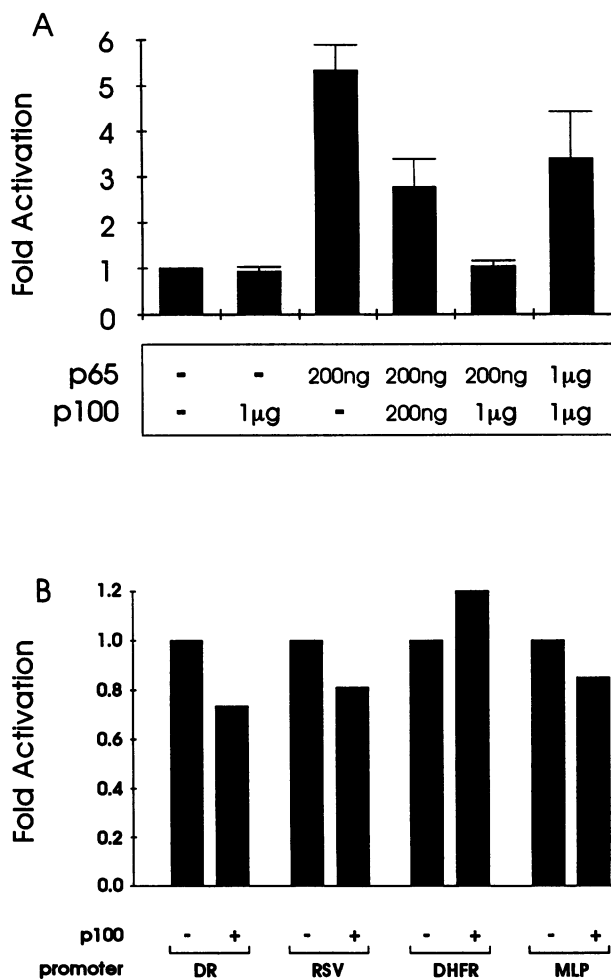 A
Fold Activation
6
5
4
3
2
1
0
p65 - - 200ng 200ng 200ng 1µg
p100 - 1µg - 200ng 1µg 1µg
B
Fold Activation
1.2
1.0
0.8
0.6
0.4
0.2
0.0
p100 - + - + - + - +
promoter DR RSV DHFR MLP